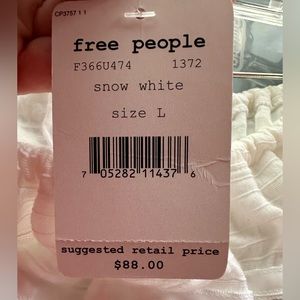 CP3757 1 1
free people
F366U474 1372
snow white
size L
7 05282 11437 6
suggested retail price
$88.00